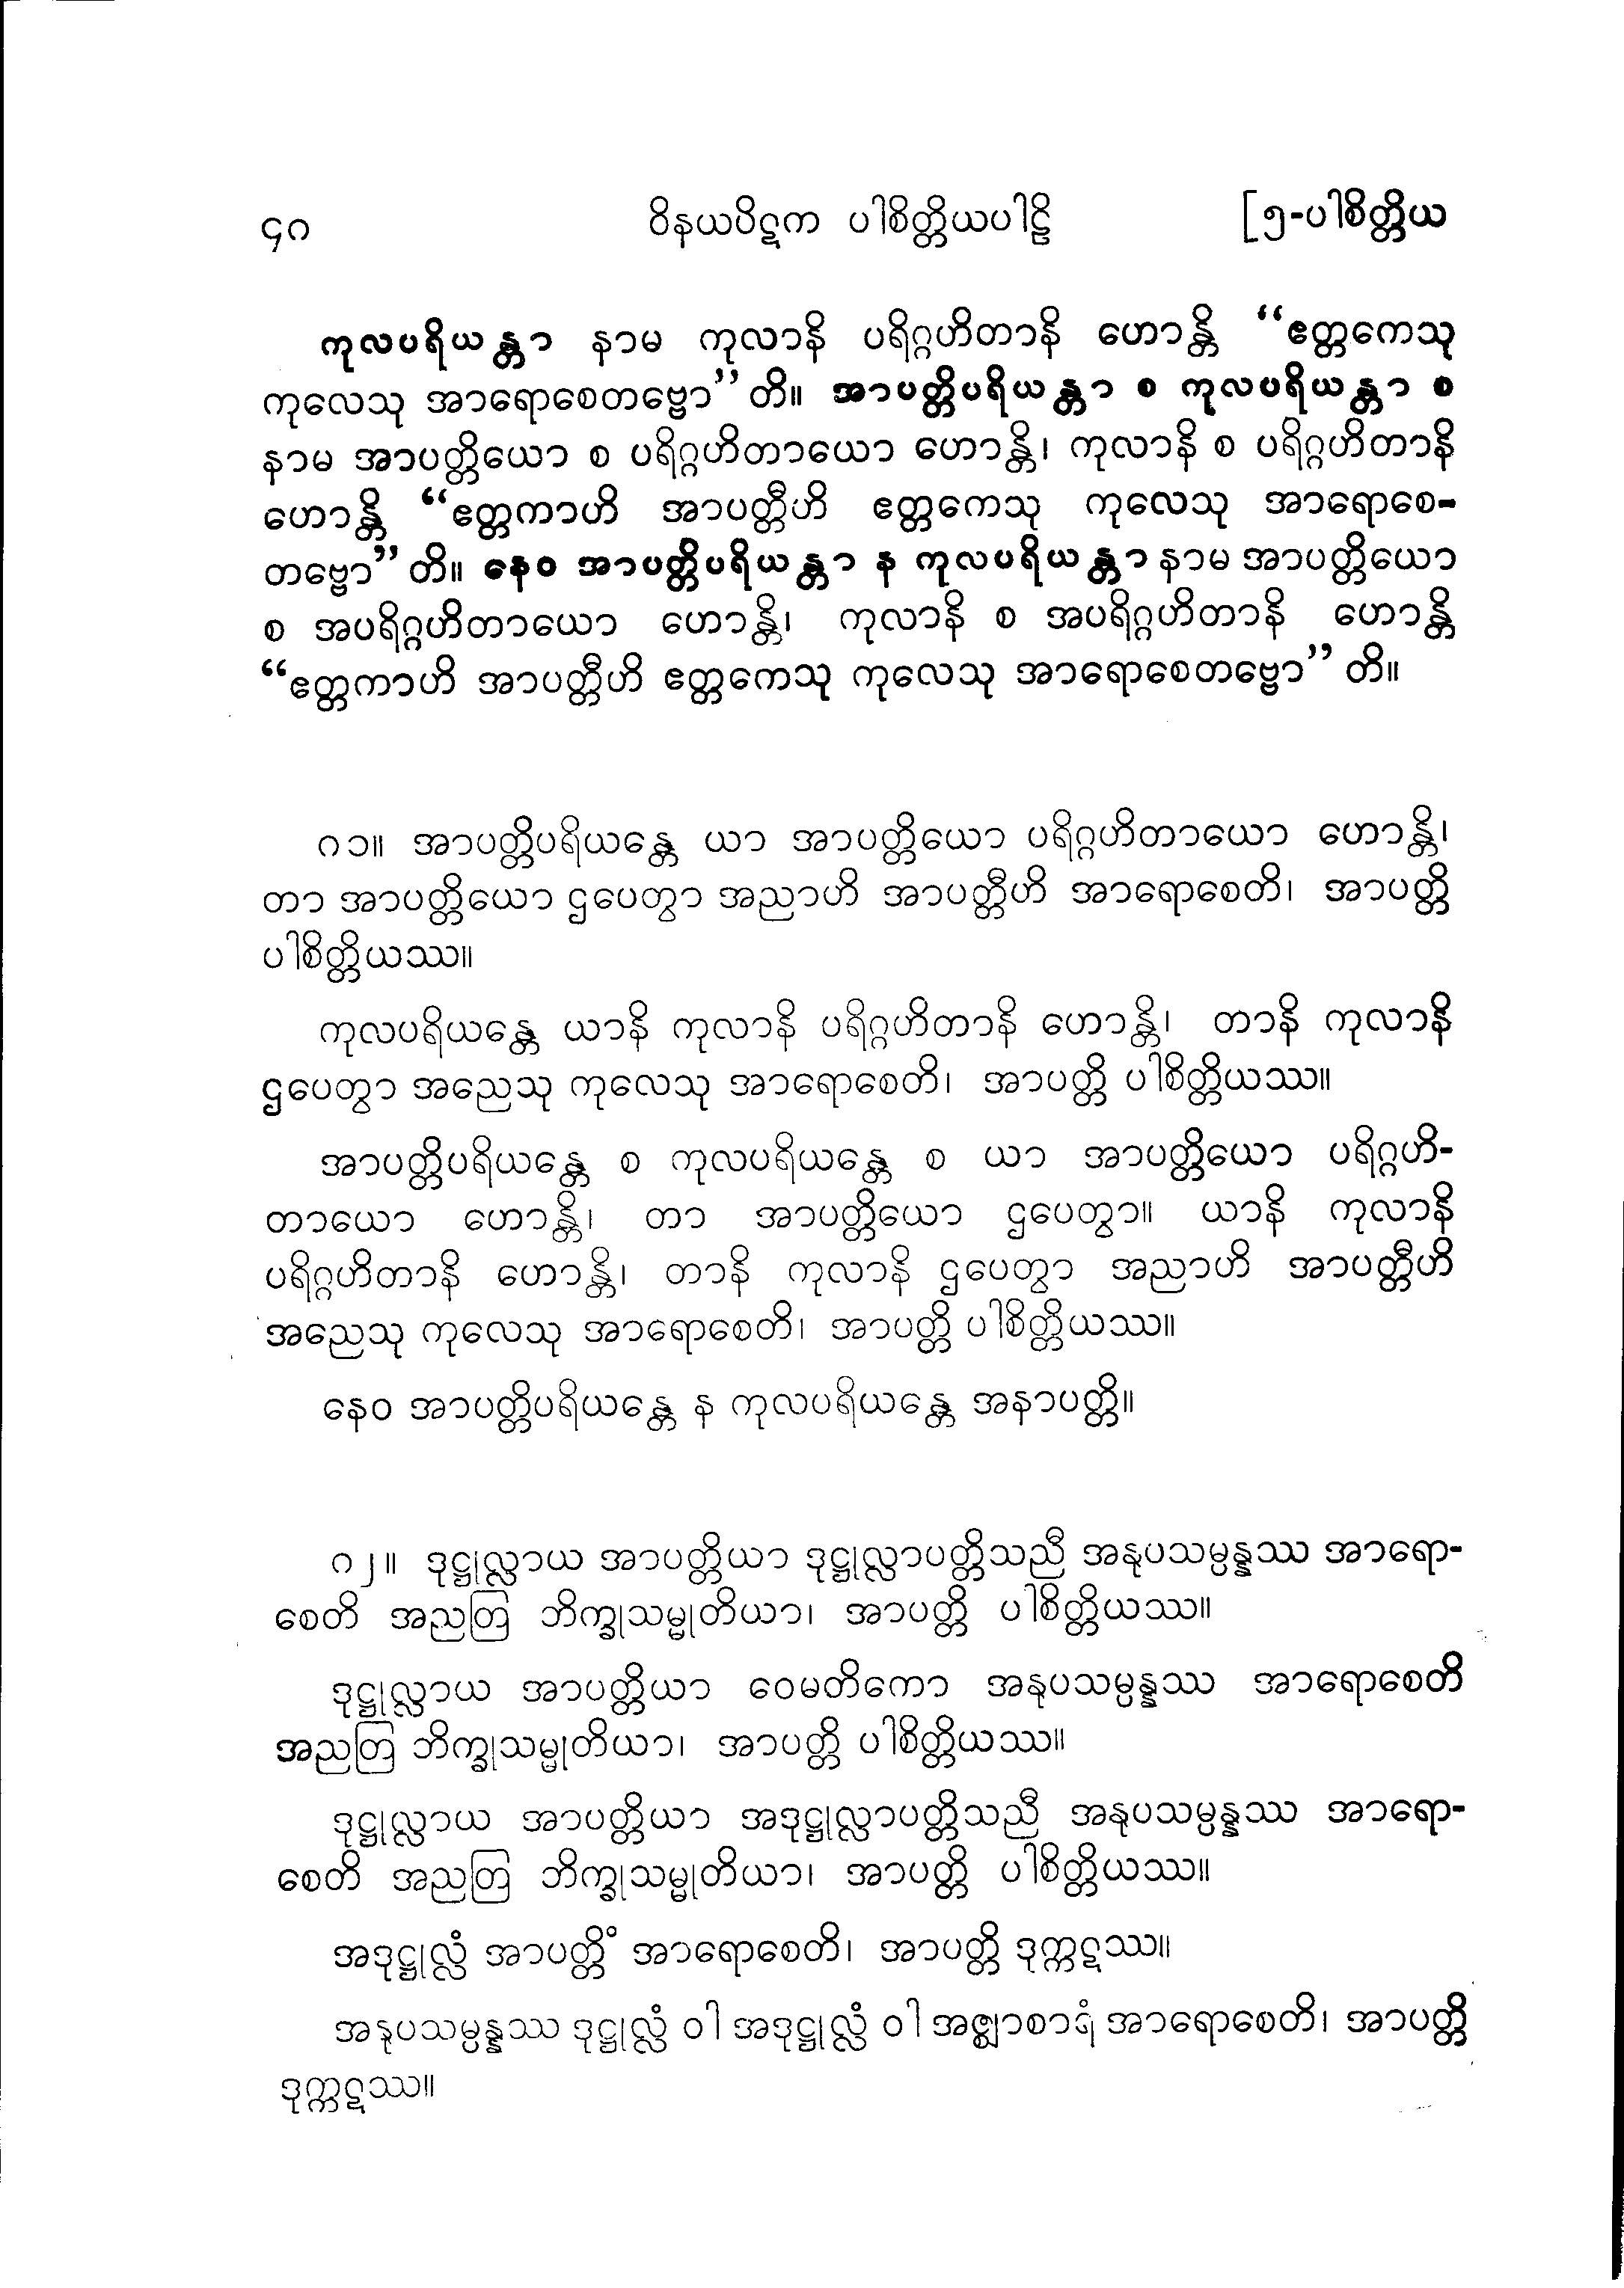 ၄၈ ဝိနယပိဋက ပါစိတ္တိယပါဠိ [၅-ပါစိတ္တိယ
ကုလပရိယန္တာ နာမ ကုလာနိ ပရိဂ္ဂဟိတာနိ ဟောန္တိ “ဧတ္တကေသု
ကုလေသု အာရောစေတဗ္ဗော” တိ။ အာပတ္တိပရိယန္တာ စ ကုလပရိယန္တာ စ
နာမ အာပတ္တိယော စ ပရိဂ္ဂဟိတာယော ဟောန္တိ၊ ကုလာနိ စ ပရိဂ္ဂဟိတာနိ
ဟောန္တိ “ဧတ္တကာဟိ အာပတ္တီဟိ ဧတ္တကေသု ကုလေသု အာရောစေ-
တဗ္ဗော” တိ။ နေဝ အာပတ္တိပရိယန္တာ န ကုလပရိယန္တာ နာမ အာပတ္တိယော
စ အပရိဂ္ဂဟိတာယော ဟောန္တိ၊ ကုလာနိ စ အပရိဂ္ဂဟိတာနိ ဟောန္တိ
“ဧတ္တကာဟိ အာပတ္တီဟိ ဧတ္တကေသု ကုလေသု အာရောစေတဗ္ဗော” တိ။
၈၁။ အာပတ္တိပရိယန္တေ ယာ အာပတ္တိယော ပရိဂ္ဂဟိတာယော ဟောန္တိ၊
တာ အာပတ္တိယော ဌပေတွာ အညာဟိ အာပတ္တီဟိ အာရောစေတိ၊ အာပတ္တိ
ပါစိတ္တိယဿ။
ကုလပရိယန္တေ ယာနိ ကုလာနိ ပရိဂ္ဂဟိတာနိ ဟောန္တိ၊ တာနိ ကုလာနိ
ဌပေတွာ အညေသု ကုလေသု အာရောစေတိ၊ အာပတ္တိ ပါစိတ္တိယဿ။
အာပတ္တိပရိယန္တေ စ ကုလပရိယန္တေ စ ယာ အာပတ္တိယော ပရိဂ္ဂဟိ-
တာယော ဟောန္တိ၊ တာ အာပတ္တိယော ဌပေတွာ။ ယာနိ ကုလာနိ
ပရိဂ္ဂဟိတာနိ ဟောန္တိ၊ တာနိ ကုလာနိ ဌပေတွာ အညာဟိ အာပတ္တီဟိ
အညေသု ကုလေသု အာရောစေတိ၊ အာပတ္တိ ပါစိတ္တိယဿ။
နေဝ အာပတ္တိပရိယန္တေ န ကုလပရိယန္တေ အနာပတ္တိ။
၈၂။ ဒုဋ္ဌုလ္လာယ အာပတ္တိယာ ဒုဋ္ဌုလ္လာပတ္တိသညီ အနုပသမ္ပန္နဿ အာရော-
စေတိ အညတြ ဘိက္ခုသမ္မုတိယာ၊ အာပတ္တိ ပါစိတ္တိယဿ။
ဒုဋ္ဌုလ္လာယ အာပတ္တိယာ ဝေမတိကော အနုပသမ္ပန္နဿ အာရောစေတိ
အညတြ ဘိက္ခုသမ္မုတိယာ၊ အာပတ္တိ ပါစိတ္တိယဿ။
ဒုဋ္ဌုလ္လာယ အာပတ္တိယာ အဒုဋ္ဌုလ္လာပတ္တိသညီ အနုပသမ္ပန္နဿ အာရော-
စေတိ အညတြ ဘိက္ခုသမ္မုတိယာ၊ အာပတ္တိ ပါစိတ္တိယဿ။
အဒုဋ္ဌုလ္လံ အာပတ္တိံ အာရောစေတိ၊ အာပတ္တိ ဒုက္ကဋဿ။
အနုပသမ္ပန္နဿ ဒုဋ္ဌုလ္လံ ဝါ အဒုဋ္ဌုလ္လံ ဝါ အဇ္ဈာစာရံ အာရောစေတိ၊ အာပတ္တိ
ဒုက္ကဋဿ။